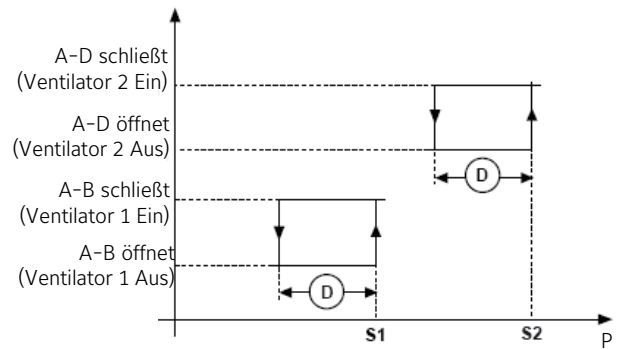 A-D schließt
(Ventilator 2 Ein)
A-D öffnet
(Ventilator 2 Aus)
D
A-B schließt
(Ventilator 1 Ein)
A-B öffnet
(Ventilator 1 Aus)
D
S1
S2
P